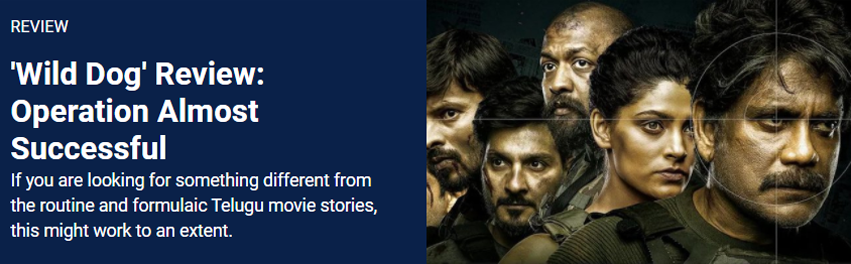 REVIEW
'Wild Dog' Review:
Operation Almost
Successful
If you are looking for something different from
the routine and formulaic Telugu movie stories,
this might work to an extent.